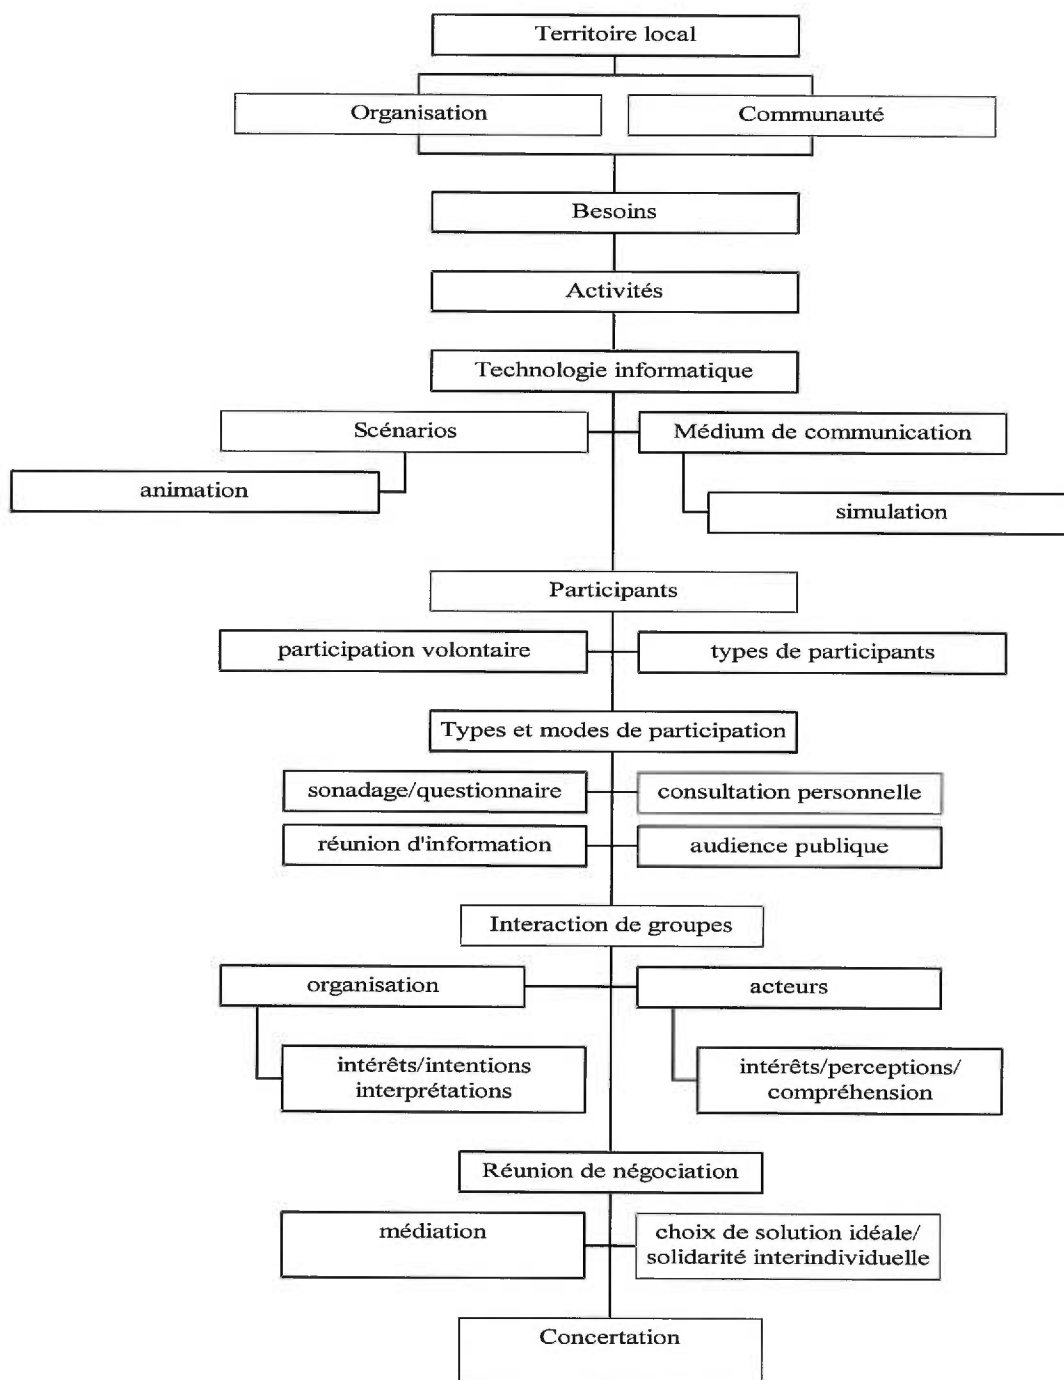 Territoire local
Organisation
Communauté
Besoins
Activités
Technologie informatique
Scénarios
Médium de communication
animation
simulation
Participants
participation volontaire
types de participants
Types et modes de participation
sonadage/questionnaire
consultation personnelle
réunion d'information
audience publique
Interaction de groupes
organisation
acteurs
intérêts/intentions
interprétations
intérêts/perceptions/
compréhension
Réunion de négociation
médiation
choix de solution idéale/
solidarité interindividuelle
Concertation